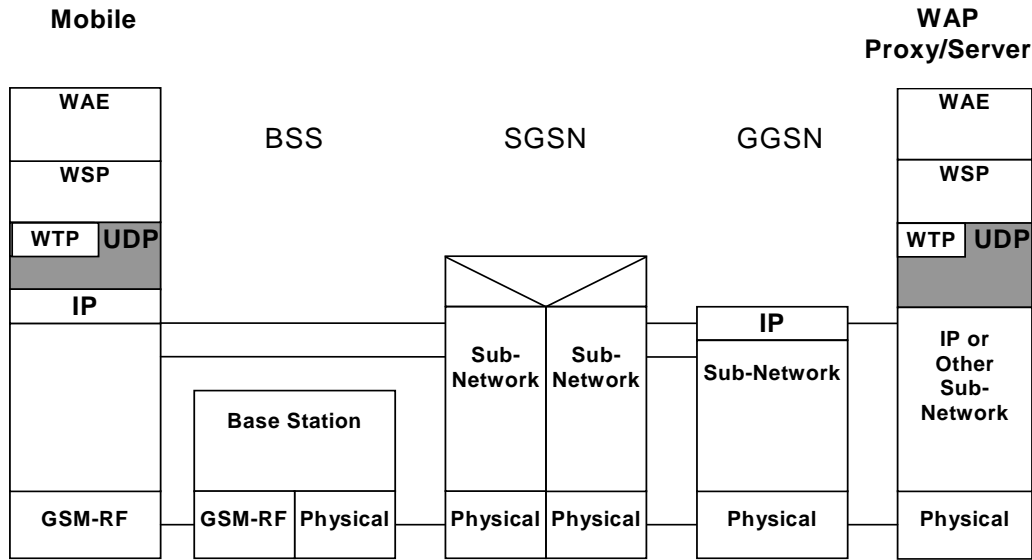 Mobile
WAP
Proxy/Server
WAE
WSP
WTP UDP
IP
GSM-RF
BSS
Base Station
GSM-RF Physical
SGSN
Sub-
Network
Sub-
Network
Physical Physical
GGSN
IP
Sub-Network
Physical
WAE
WSP
WTP UDP
IP or
Other
Sub-
Network
Physical